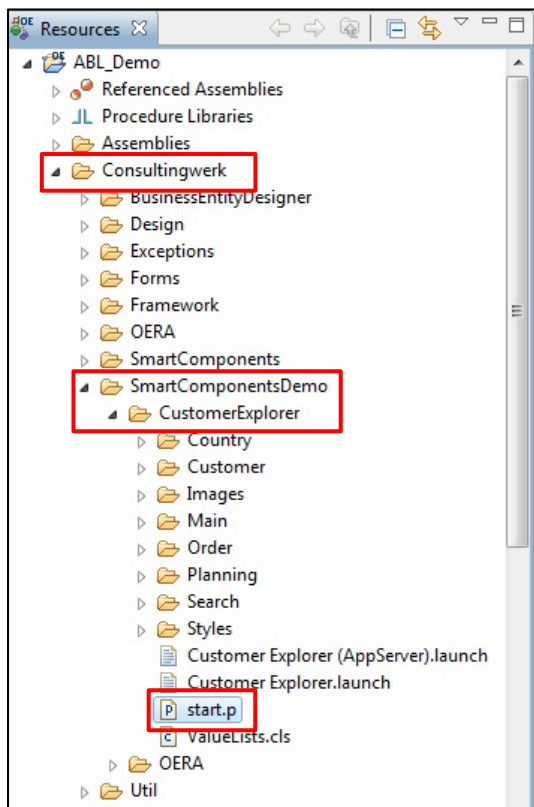 Resources
ABL_Demo
Referenced Assemblies
Procedure Libraries
Assemblies
Consultingwerk
BusinessEntityDesigner
Design
Exceptions
Forms
Framework
OERA
SmartComponents
SmartComponentsDemo
CustomerExplorer
Country
Customer
Images
Main
Order
Planning
Search
Styles
Customer Explorer (AppServer).launch
Customer Explorer.launch
start.p
ValueLists.cls
OERA
Util